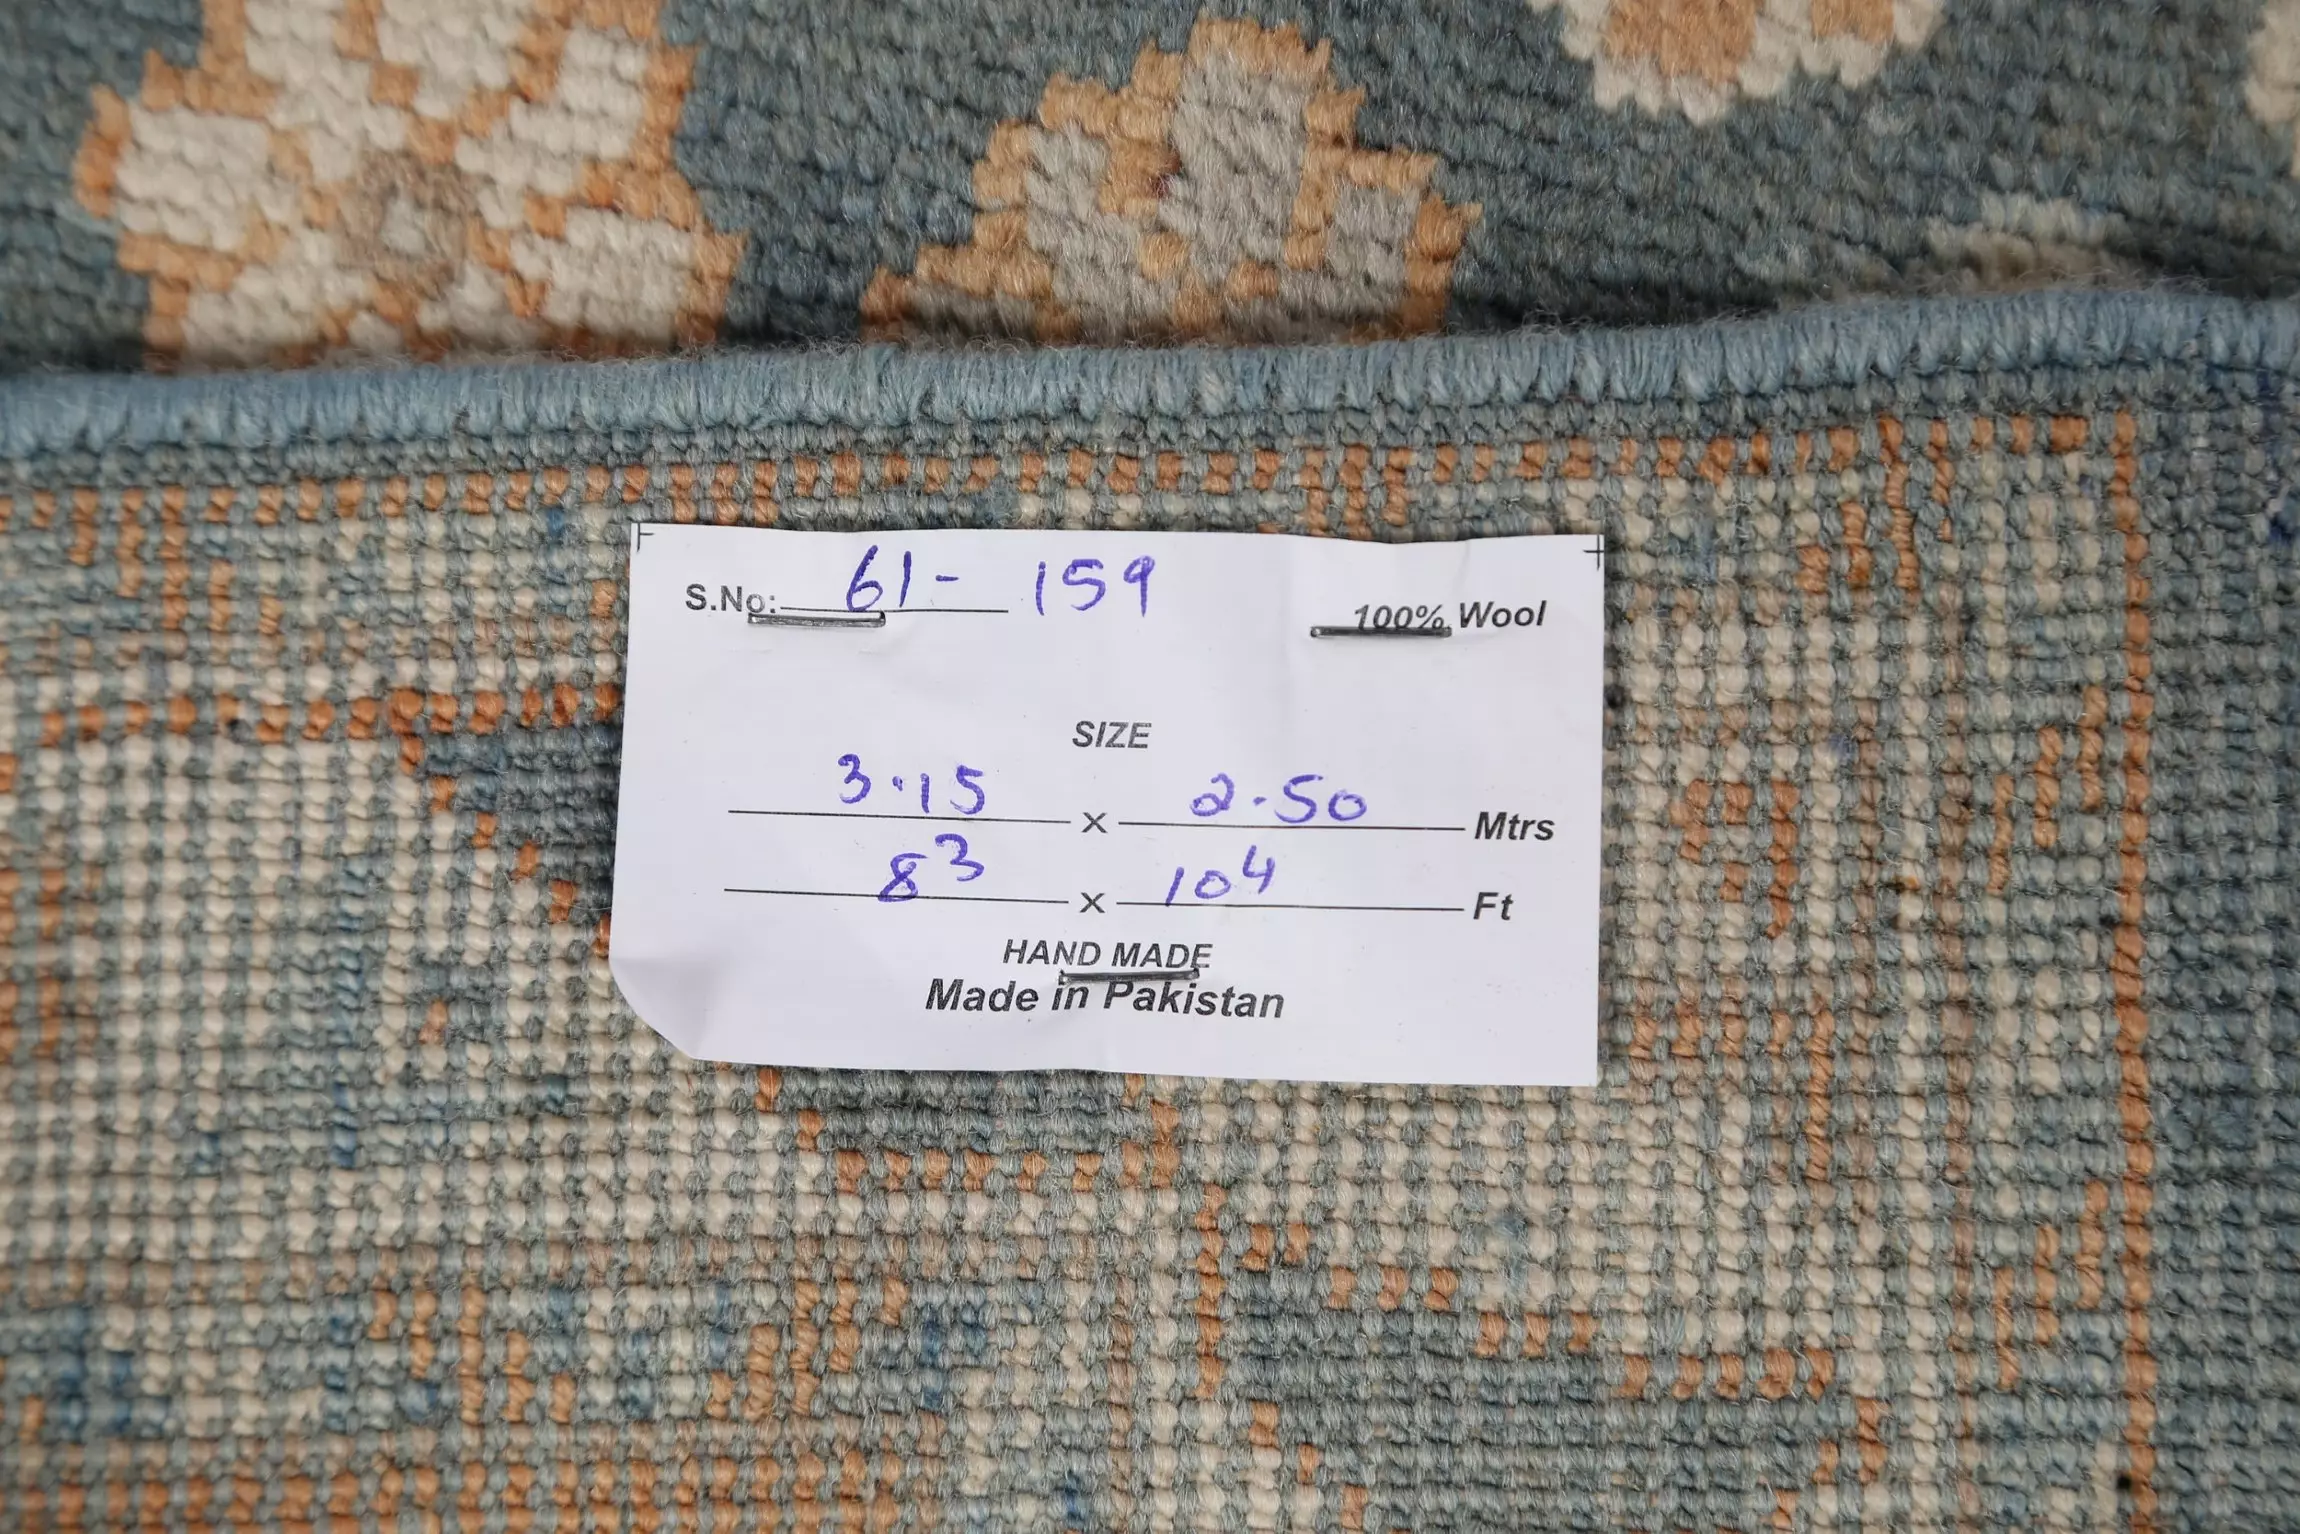 S.No: 61-159 100% Wool
SIZE
3.15 x 2.50 Mtrs
8³ x 10⁴ Ft
HAND MADE
Made in Pakistan